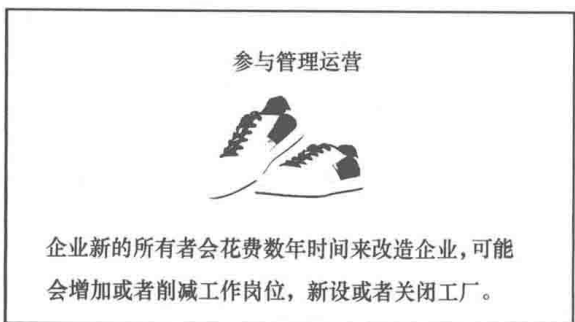 参与管理运营
企业新的所有者会花费数年时间来改造企业，可能
会增加或者削减工作岗位，新设或者关闭工厂。